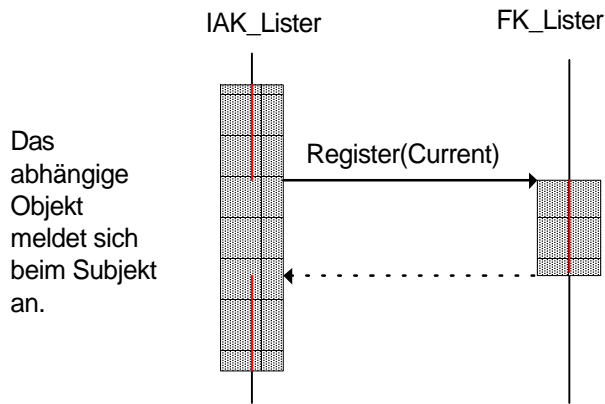 IAK_Lister
FK_Lister
Das
abhängige
Objekt
meldet sich
beim Subjekt
an.
Register(Current)